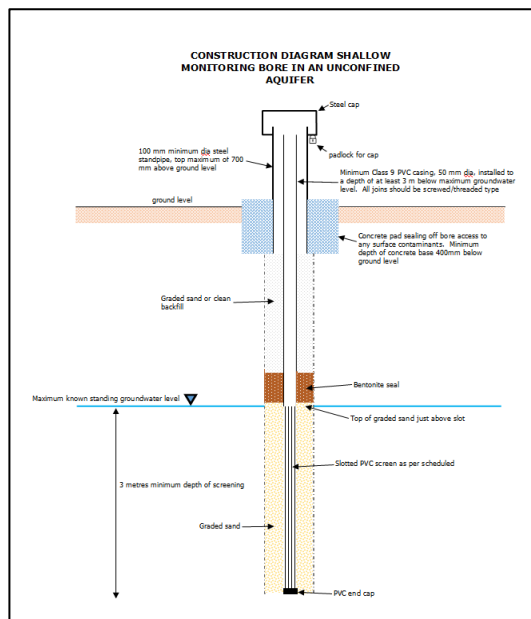 CONSTRUCTION DIAGRAM SHALLOW
MONITORING BORE IN AN UNCONFINED
AQUIFER
Steel cap
100 mm minimum dia steel
standpipe, top maximum of 700
mm above ground level
padlock for cap
Minimum Class 9 PVC casing, 50 mm dia, installed to
a depth of at least 3 m below maximum groundwater
level. All joins should be screwed/threaded type
ground level
Concrete pad sealing off bore access to
any surface contaminants. Minimum
depth of concrete base 400mm below
ground level
Graded sand or clean
backfill
Bentonite seal
Maximum known standing groundwater level
Top of graded sand just above slot
Slotted PVC screen as per scheduled
3 metres minimum depth of screening
Graded sand
PVC end cap